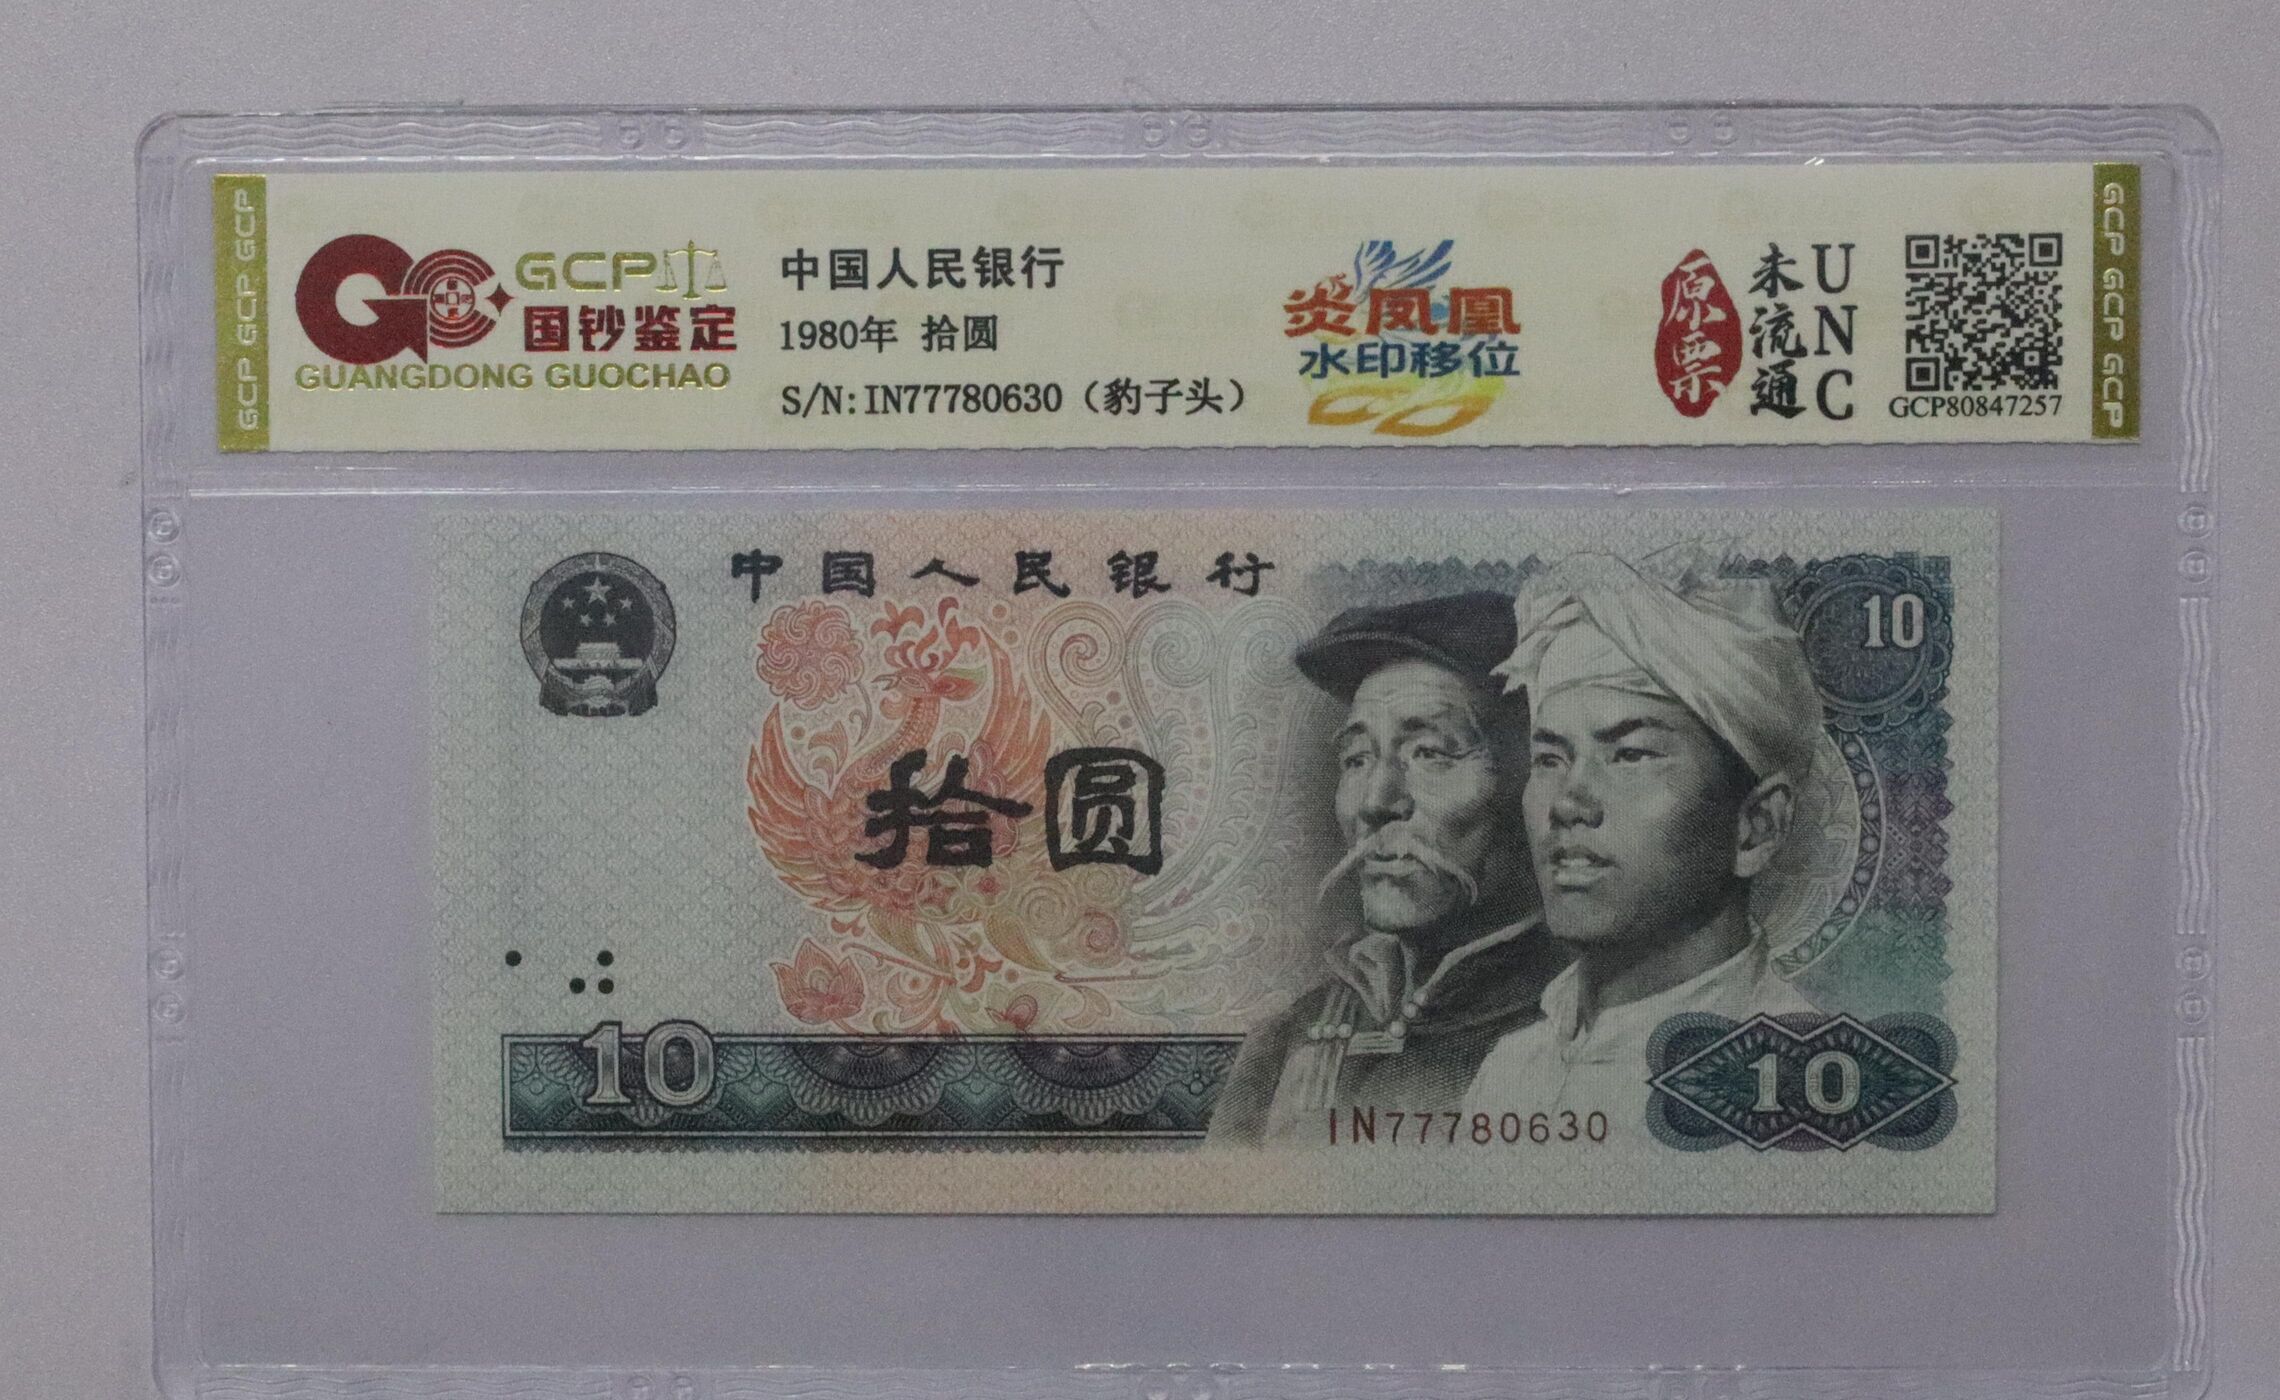 GCP GCP GCP
GCP
国钞鉴定
GUANGDONG GUOCHAO
中国人民银行
1980年 拾圆
S/N:IN77780630（豹子头）
炎凤凰
水印移位
原票
未流通
UNC
GCP80847257
GCP GCP GCP
中国人民银行
10
拾圆
10
IN77780630
10